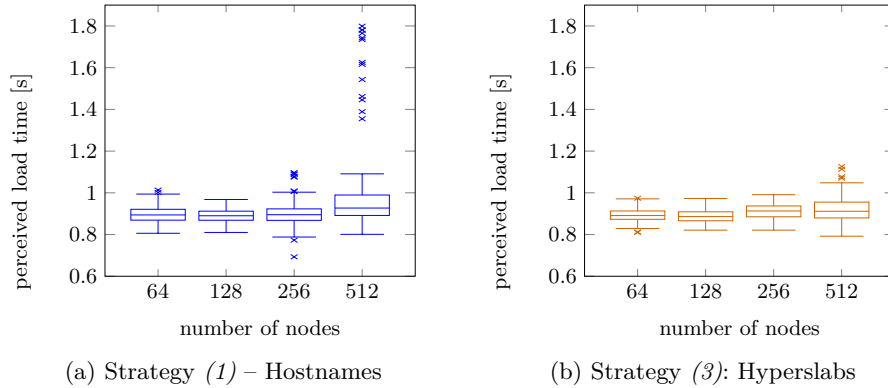 1.8
1.6
1.4
1.2
1
0.8
0.6
perceived load time [s]
64 128 256 512
number of nodes
(a) Strategy (1) – Hostnames
1.8
1.6
1.4
1.2
1
0.8
0.6
perceived load time [s]
64 128 256 512
number of nodes
(b) Strategy (3): Hyperslabs